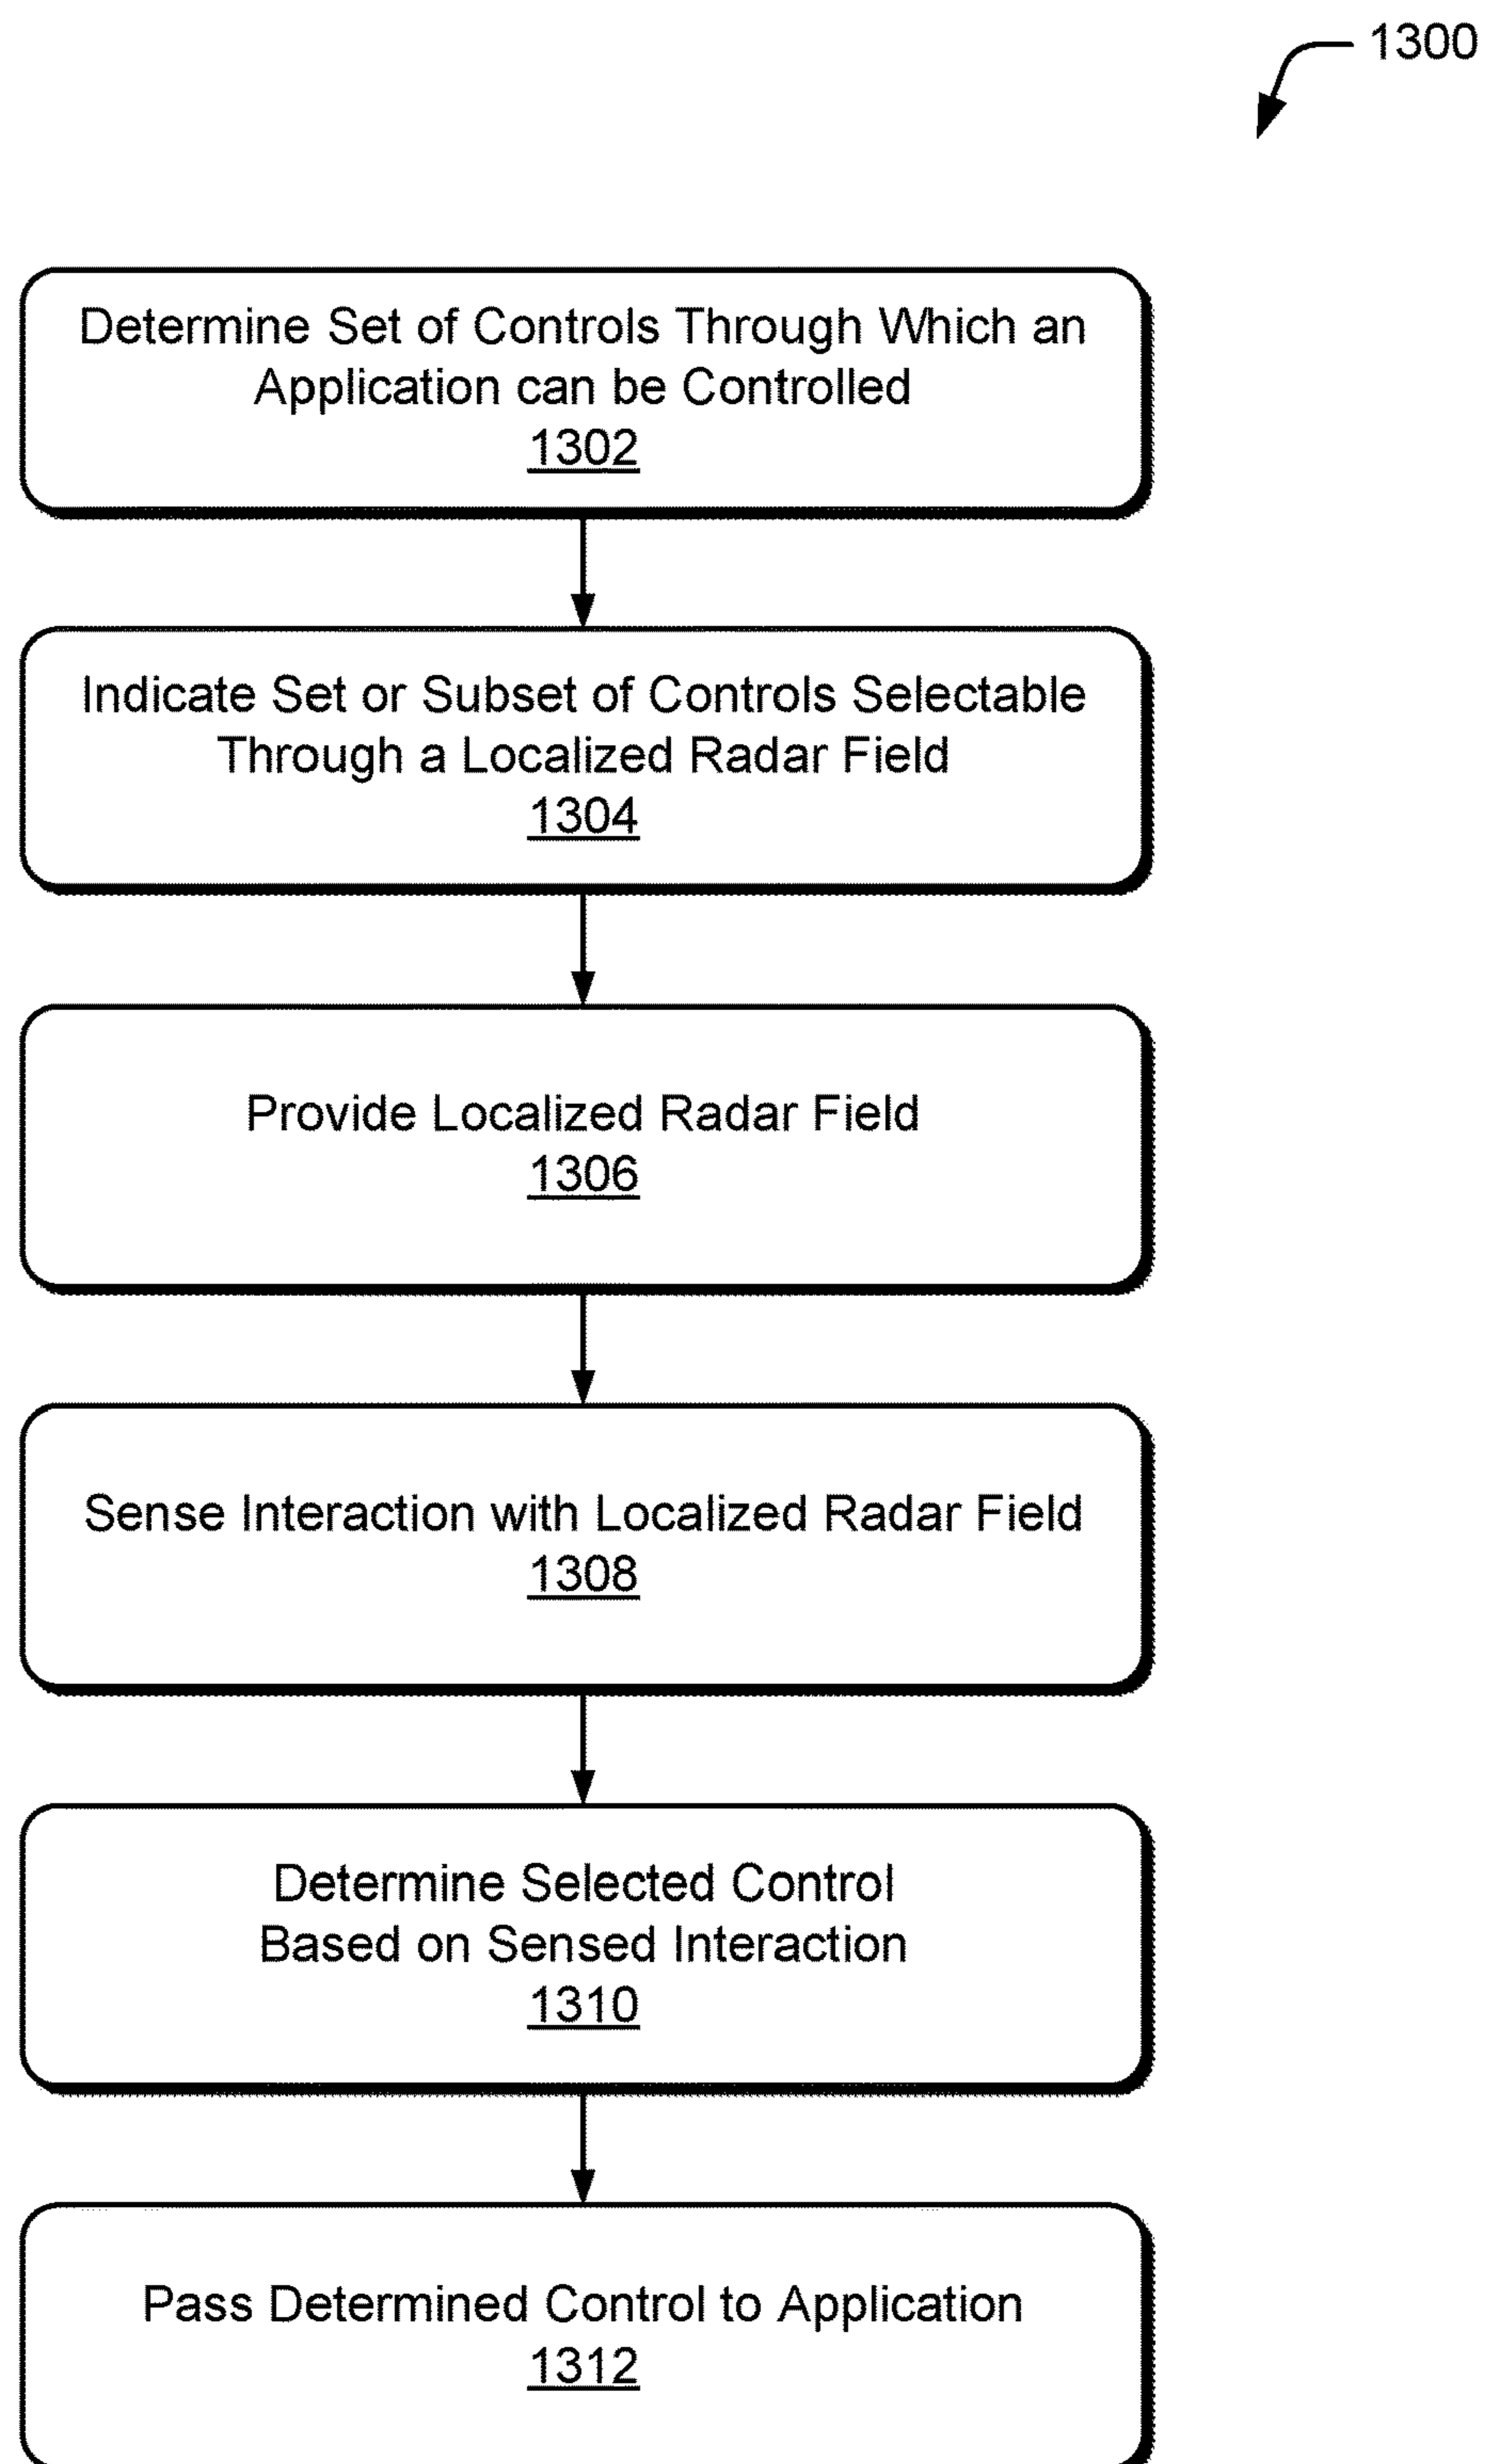 1300
Determine Set of Controls Through Which an
Application can be Controlled
1302
Indicate Set or Subset of Controls Selectable
Through a Localized Radar Field
1304
Provide Localized Radar Field
1306
Sense Interaction with Localized Radar Field
1308
Determine Selected Control
Based on Sensed Interaction
1310
Pass Determined Control to Application
1312